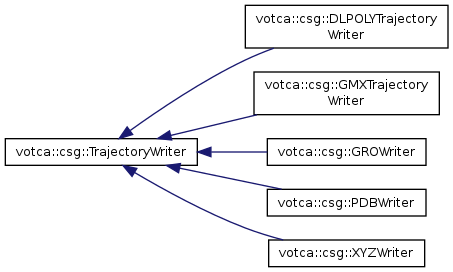 votca::csg::DLPOLYTrajectory
Writer
votca::csg::GMXTrajectory
Writer
votca::csg::TrajectoryWriter
votca::csg::GROWriter
votca::csg::PDBWriter
votca::csg::XYZWriter